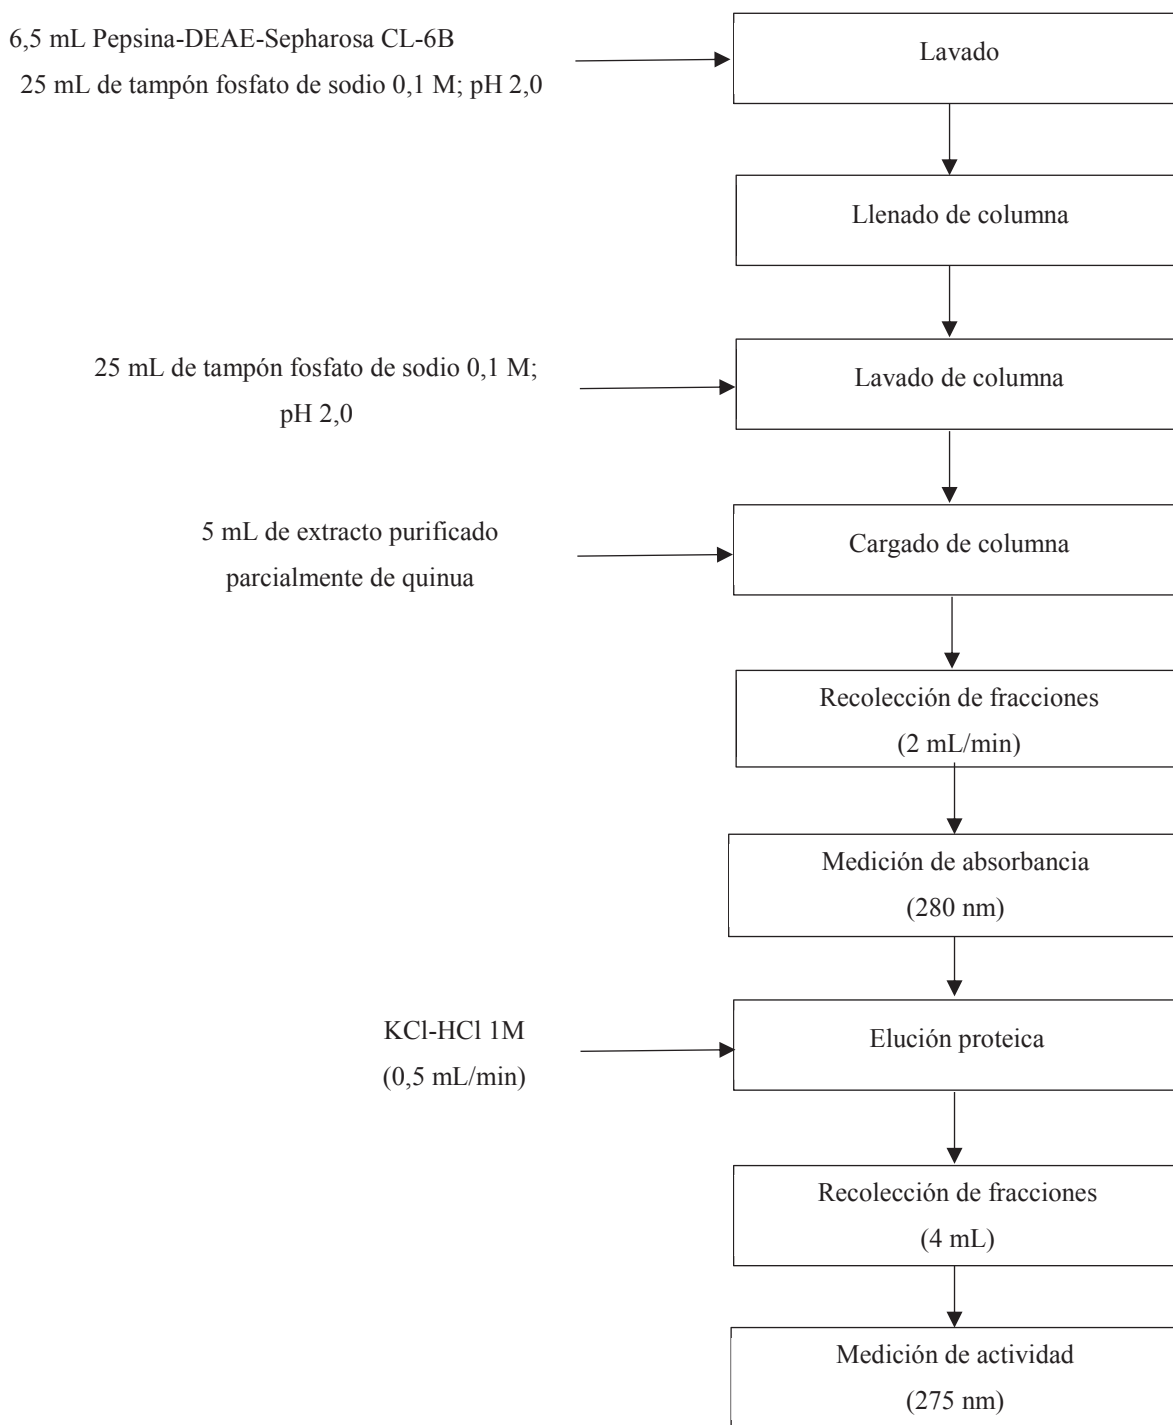 6,5 mL Pepsina-DEAE-Sepharosa CL-6B
25 mL de tampón fosfato de sodio 0,1 M; pH 2,0
Lavado
Llenado de columna
25 mL de tampón fosfato de sodio 0,1 M;
pH 2,0
Lavado de columna
5 mL de extracto purificado
parcialmente de quinua
Cargado de columna
Recolección de fracciones
(2 mL/min)
Medición de absorbancia
(280 nm)
KCl-HCl 1M
(0,5 mL/min)
Elución proteica
Recolección de fracciones
(4 mL)
Medición de actividad
(275 nm)